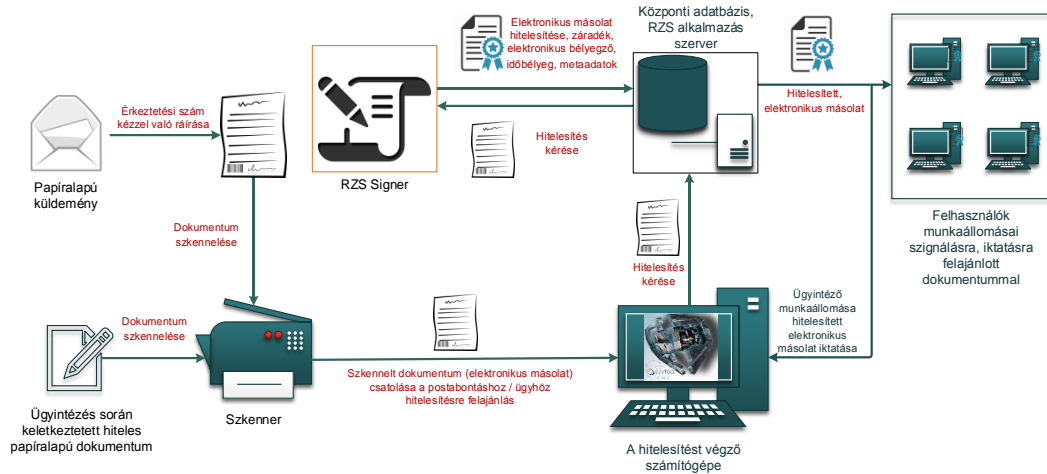 Elektronikus másolat
hitelesítése, záradék,
elektronikus bélyegző,
időbélyeg, metaadatok
Központi adatbázis,
RZS alkalmazás
szerver
Érkeztetési szám
kézzel való ráírása
Hitelesített,
elektronikus másolat
Hitelesítés
kérése
Papíralapú
küldemény
RZS Signer
Dokumentum
szkennelése
Felhasználók
munkaállomásai
szignálásra, iktatásra
felajánlott
dokumentummal
Hitelesítés
kérése
Ügyintéző
munkaállomása
hitelesített
elektronikus
másolat iktatása
Dokumentum
szkennelése
Szkennelt dokumentum (elektronikus másolat)
csatolása a postabontáshoz / ügyhöz
hitelesítésre felajánlás
Szkenner
Ügyintézés során
keletkeztetett hiteles
papíralapú dokumentum
A hitelesítést végző
számítógépe